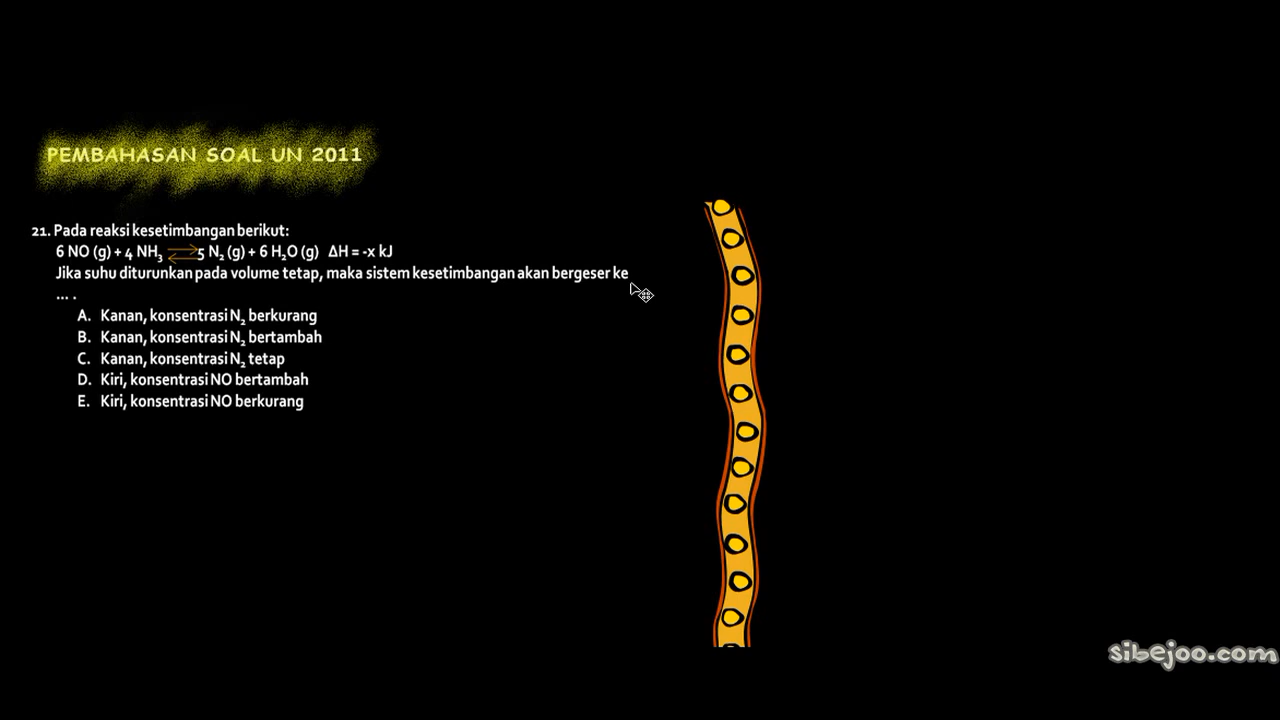 PEMBAHASAN SOAL UN 2011
21. Pada reaksi kesetimbangan berikut:
6 NO (g) + 4 NH₃ ⇌ 5 N₂ (g) + 6 H₂O (g) ΔH = -x kJ
Jika suhu diturunkan pada volume tetap, maka sistem kesetimbangan akan bergeser ke
... .
A. Kanan, konsentrasi N₂ berkurang
B. Kanan, konsentrasi N₂ bertambah
C. Kanan, konsentrasi N₂ tetap
D. Kiri, konsentrasi NO bertambah
E. Kiri, konsentrasi NO berkurang
sibejoo.com